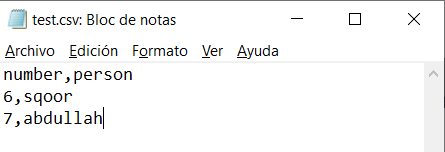 test.csv: Bloc de notas
Archivo Edición Formato Ver Ayuda
number,person
6,sqoor
7,abdullah